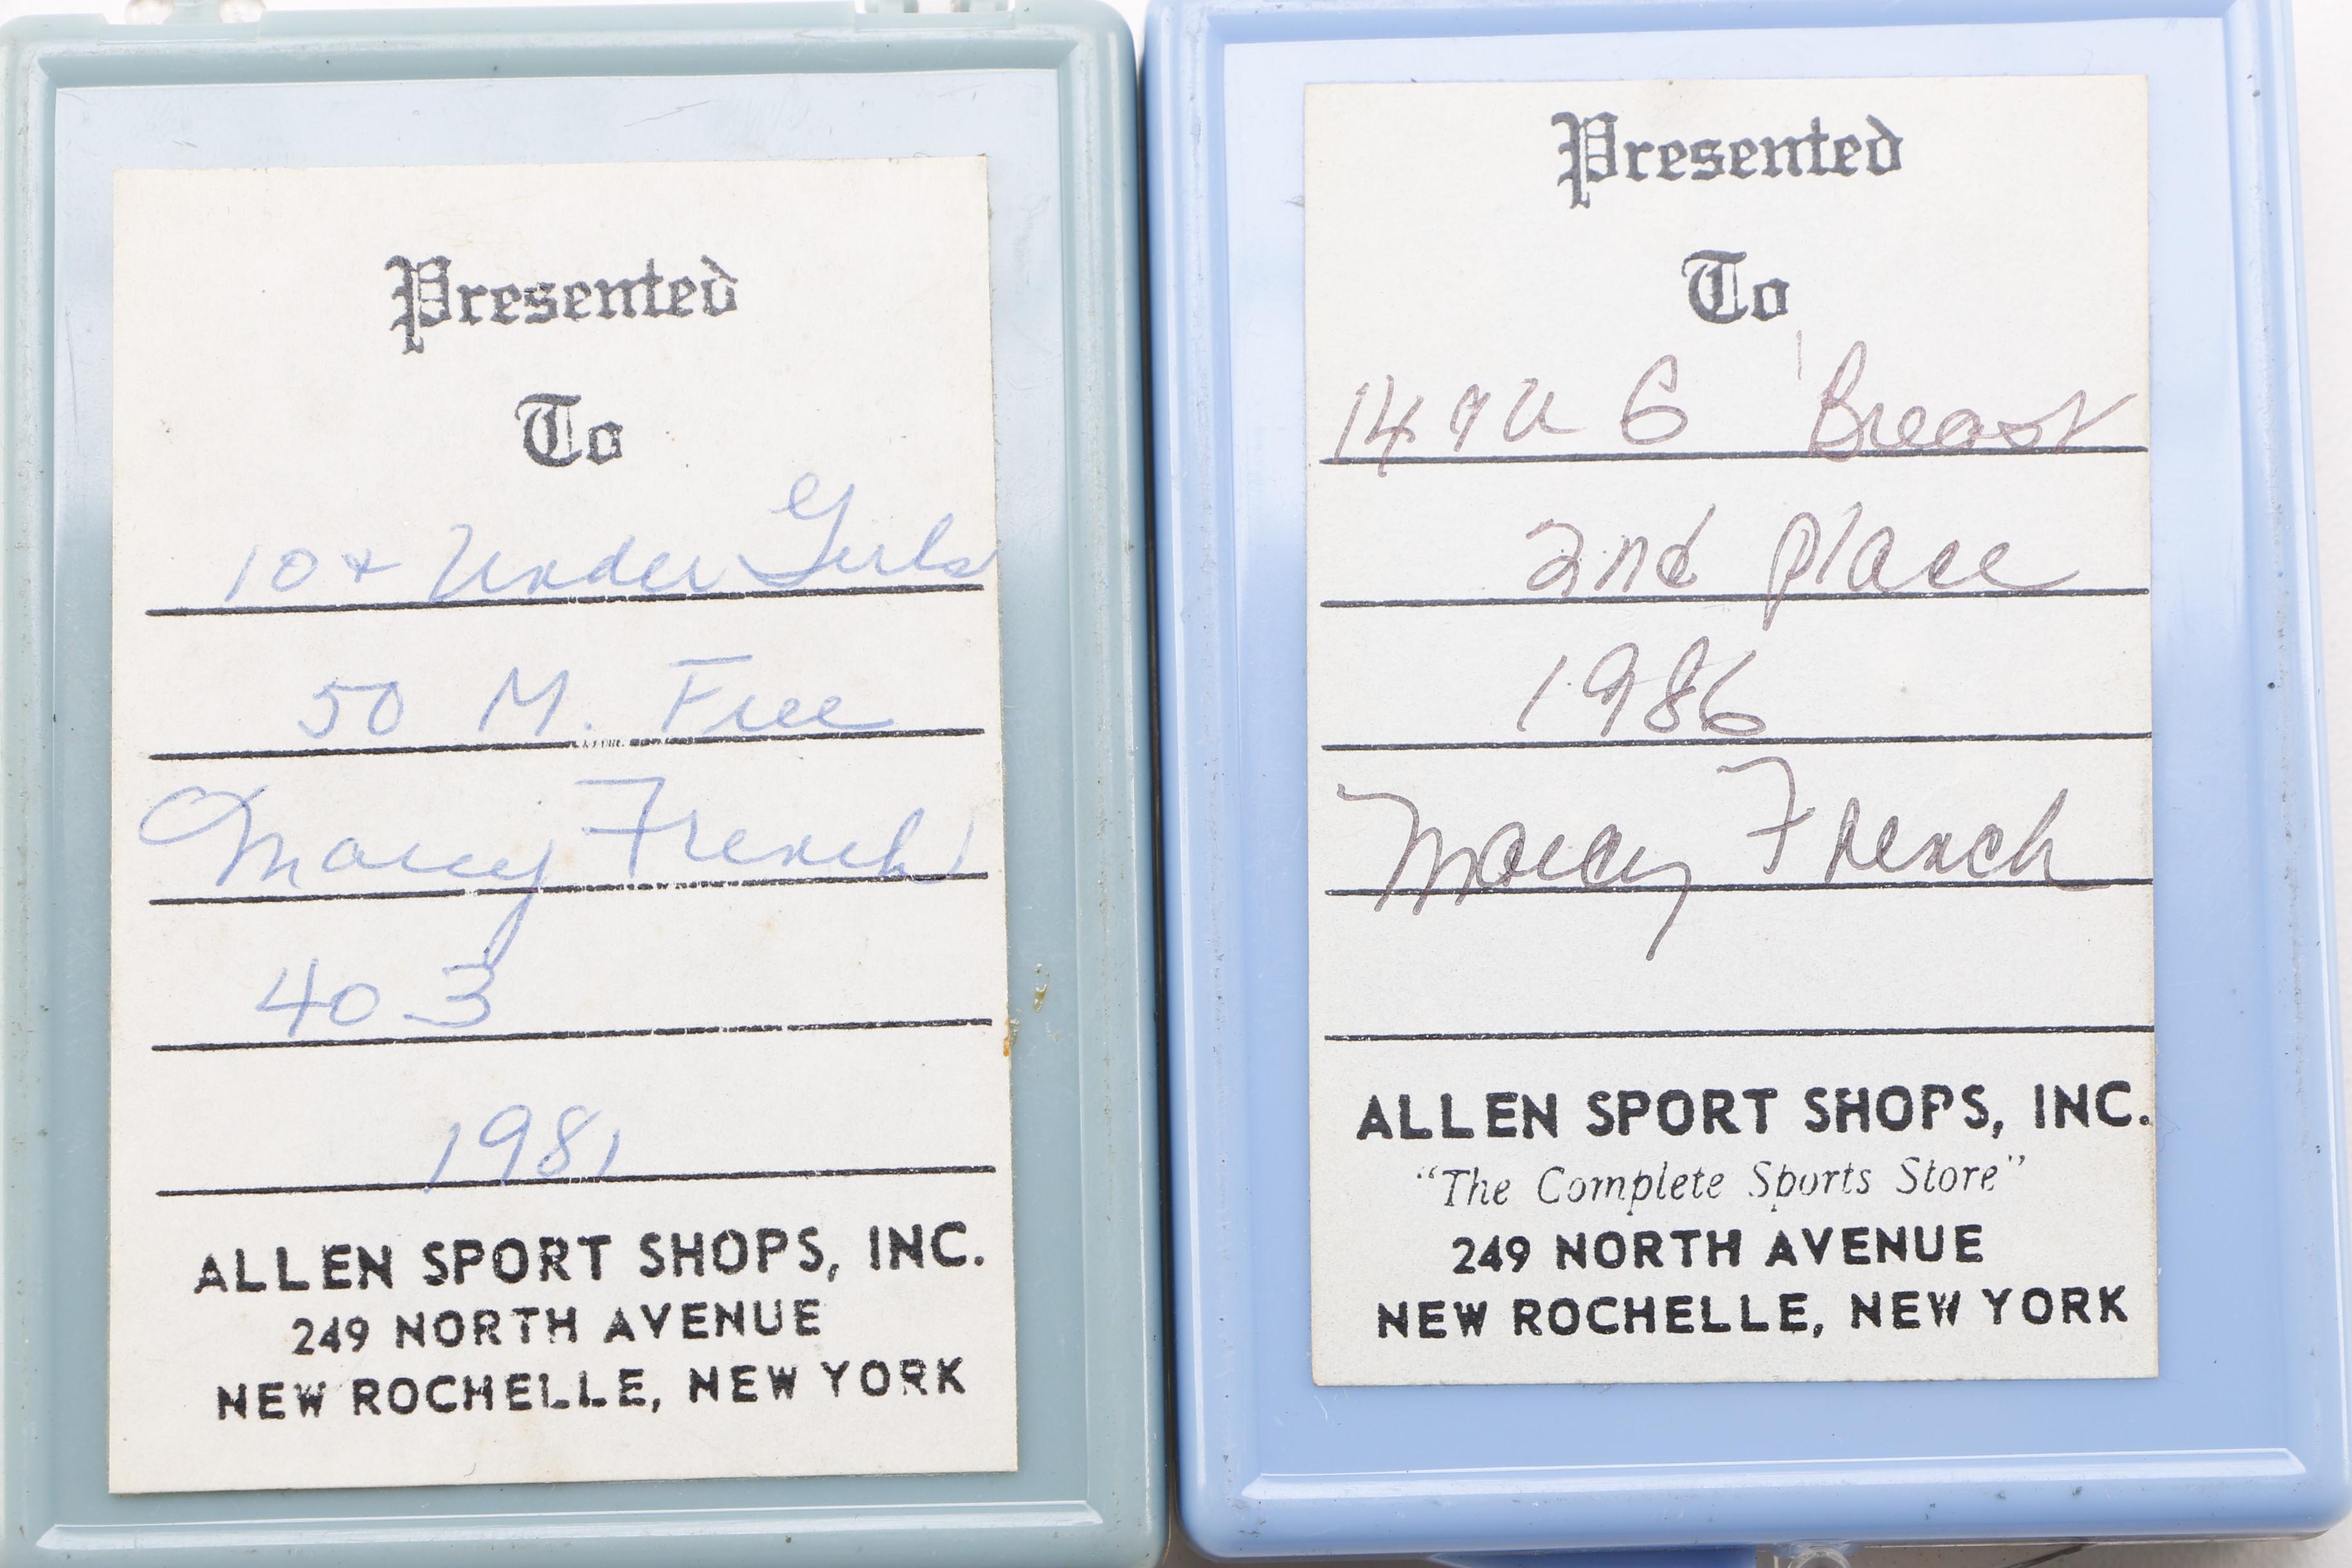 Presented
To
10 + Under Girls
50 M. Free
Marcy French
40 3
1981
ALLEN SPORT SHOPS, INC.
249 NORTH AVENUE
NEW ROCHELLE, NEW YORK
Presented
To
14 + U G Breast
2nd place
1986
Marcy French
ALLEN SPORT SHOPS, INC.
"The Complete Sports Store"
249 NORTH AVENUE
NEW ROCHELLE, NEW YORK